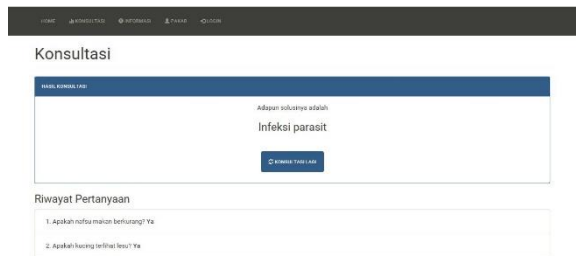 HOME KONSULTASI INFORMASI PAKAR LOGIN
Konsultasi
HASIL KONSULTASI
Adapun solusinya adalah
Infeksi parasit
KONSULTASI LAGI
Riwayat Pertanyaan
1. Apakah nafsu makan berkurang? Ya
2. Apakah kucing terlihat lesu? Ya